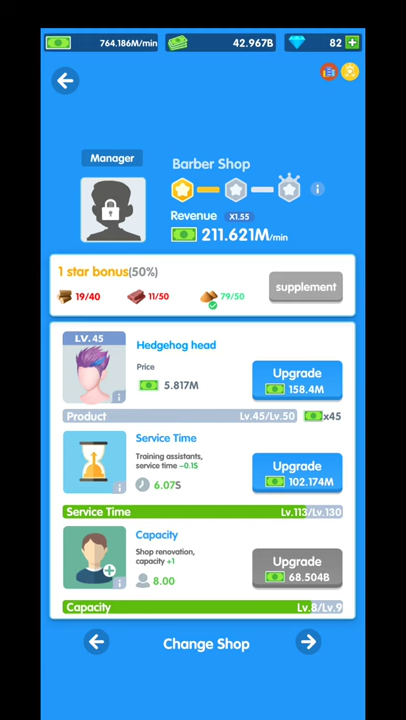 764.186M/min 42.967B 82
Manager
Barber Shop
Revenue X1.55
211.621M/min
1 star bonus(50%)
19/40 11/50 79/50
supplement
LV. 45
Hedgehog head
Price
5.817M
Upgrade
158.4M
Product Lv.45/Lv.50 x45
Service Time
Training assistants,
service time -0.1S
6.07S
Upgrade
102.174M
Service Time Lv.113/Lv.130
Capacity
Shop renovation,
capacity +1
8.00
Upgrade
68.504B
Capacity Lv.8/Lv.9
Change Shop